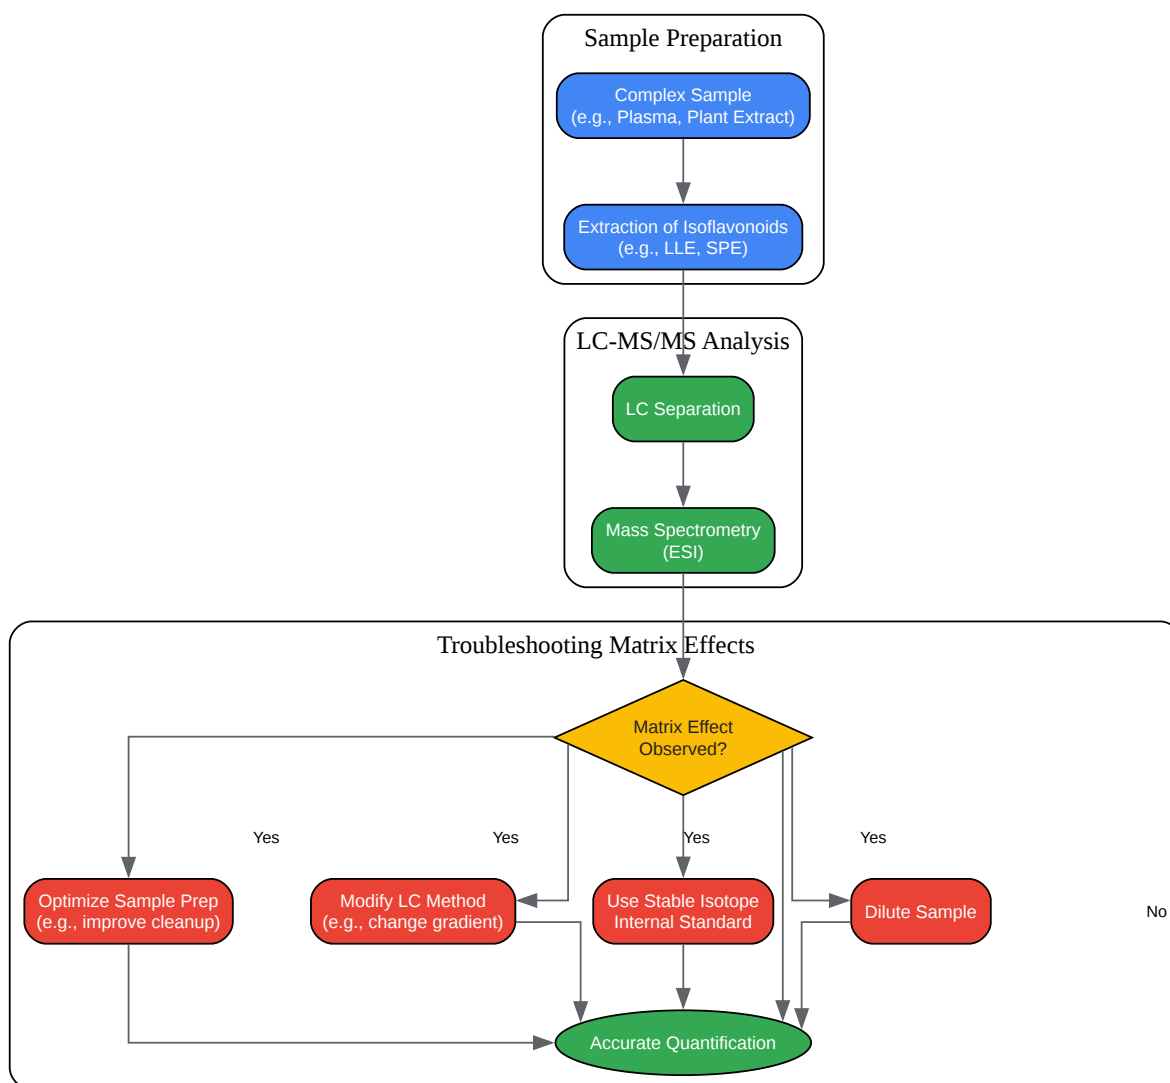 Sample Preparation
Complex Sample
(e.g., Plasma, Plant Extract)
Extraction of Isoflavonoids
(e.g., LLE, SPE)
LC-MS/MS Analysis
LC Separation
Mass Spectrometry
(ESI)
Troubleshooting Matrix Effects
Matrix Effect
Observed?
Yes
Yes
Yes
Yes
Optimize Sample Prep
(e.g., improve cleanup)
Modify LC Method
(e.g., change gradient)
Use Stable Isotope
Internal Standard
Dilute Sample
No
Accurate Quantification